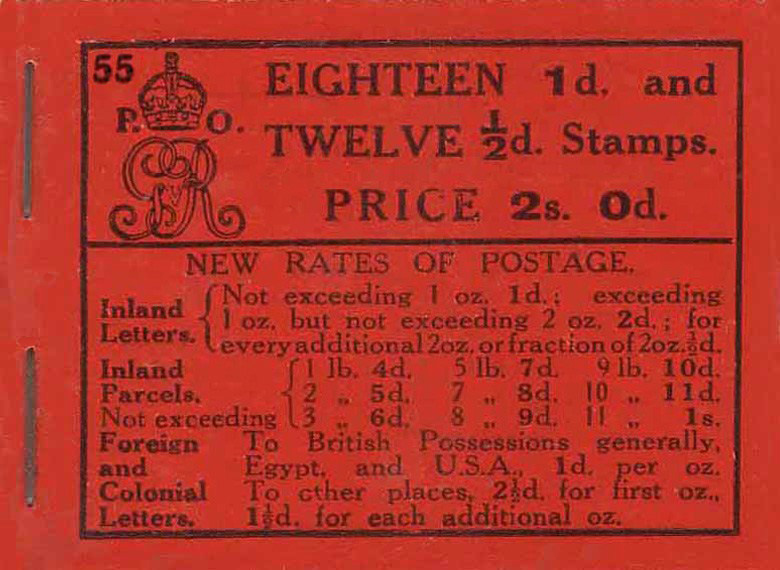 55
P. O.
GvR
EIGHTEEN 1d. and
TWELVE ½d. Stamps.
PRICE 2s. 0d.
NEW RATES OF POSTAGE.
Inland Letters. { Not exceeding 1 oz. 1d.; exceeding
1 oz. but not exceeding 2 oz. 2d.; for
every additional 2oz. or fraction of 2oz. ½d.
Inland 1 lb. 4d. 5 lb. 7d. 9 lb. 10d.
Parcels. 2 „ 5d. 7 „ 8d. 10 „ 11d.
Not exceeding 3 „ 6d. 8 „ 9d. 11 „ 1s.
Foreign To British Possessions generally,
and Egypt, and U.S.A., 1d. per oz.
Colonial To other places, 2½d. for first oz.,
Letters. 1½d. for each additional oz.